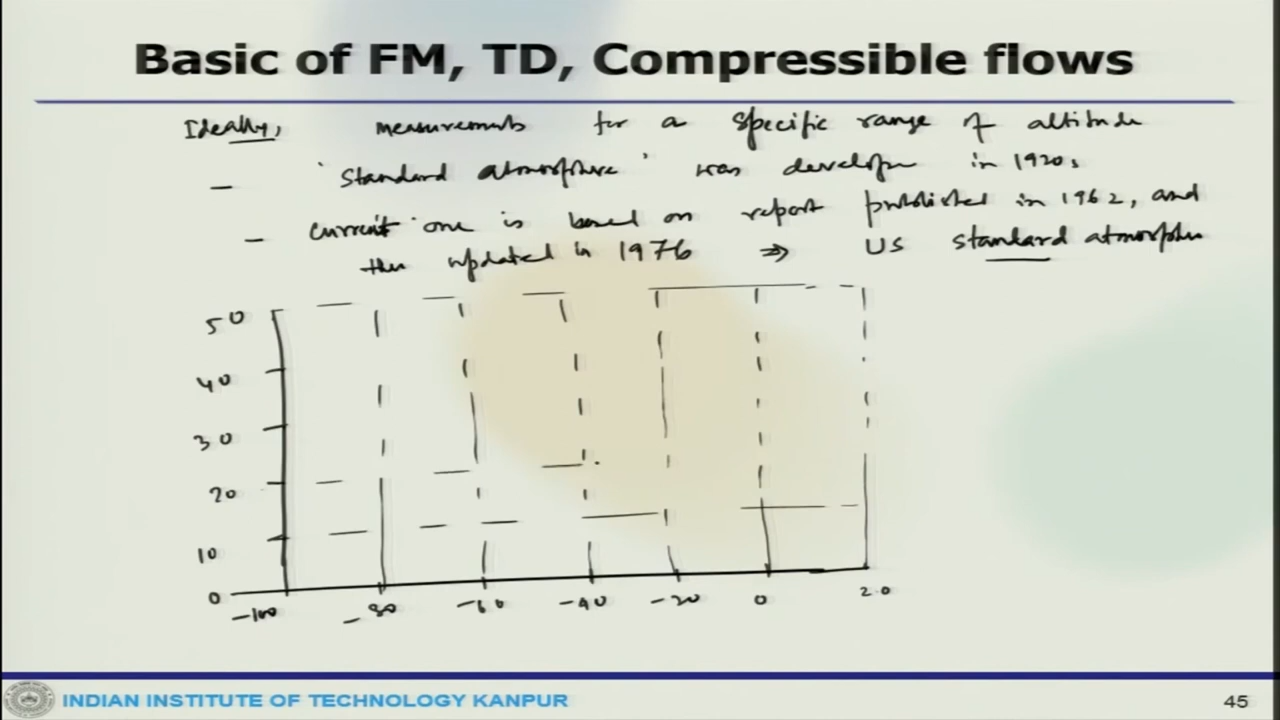 Basic of FM, TD, Compressible flows
Ideally, measurements for a specific range of altitude
- 'Standard atmosphere' was develope in 1920s
- Current one is based on report published in 1962, and
then updated in 1976 ⇒ US standard atmosphere
50
40
30
20
10
0
-100 -80 -60 -40 -20 0 20
INDIAN INSTITUTE OF TECHNOLOGY KANPUR
45